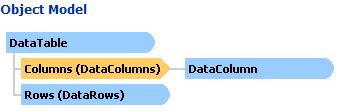 Object Model
DataTable
Columns (DataColumns)
DataColumn
Rows (DataRows)